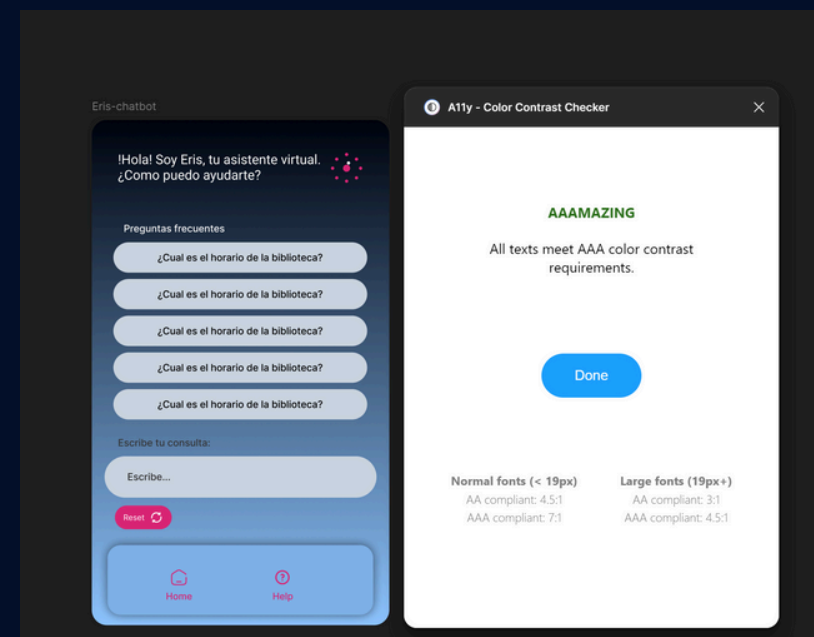 Eris-chatbot
!Hola! Soy Eris, tu asistente virtual.
¿Como puedo ayudarte?
Preguntas frecuentes
¿Cual es el horario de la biblioteca?
¿Cual es el horario de la biblioteca?
¿Cual es el horario de la biblioteca?
¿Cual es el horario de la biblioteca?
¿Cual es el horario de la biblioteca?
Escribe tu consulta:
Escribe...
Reset
Home
Help
A11y - Color Contrast Checker
AAAMAZING
All texts meet AAA color contrast
requirements.
Done
Normal fonts (< 19px)
AA compliant: 4.5:1
AAA compliant: 7:1
Large fonts (19px+)
AA compliant: 3:1
AAA compliant: 4.5:1